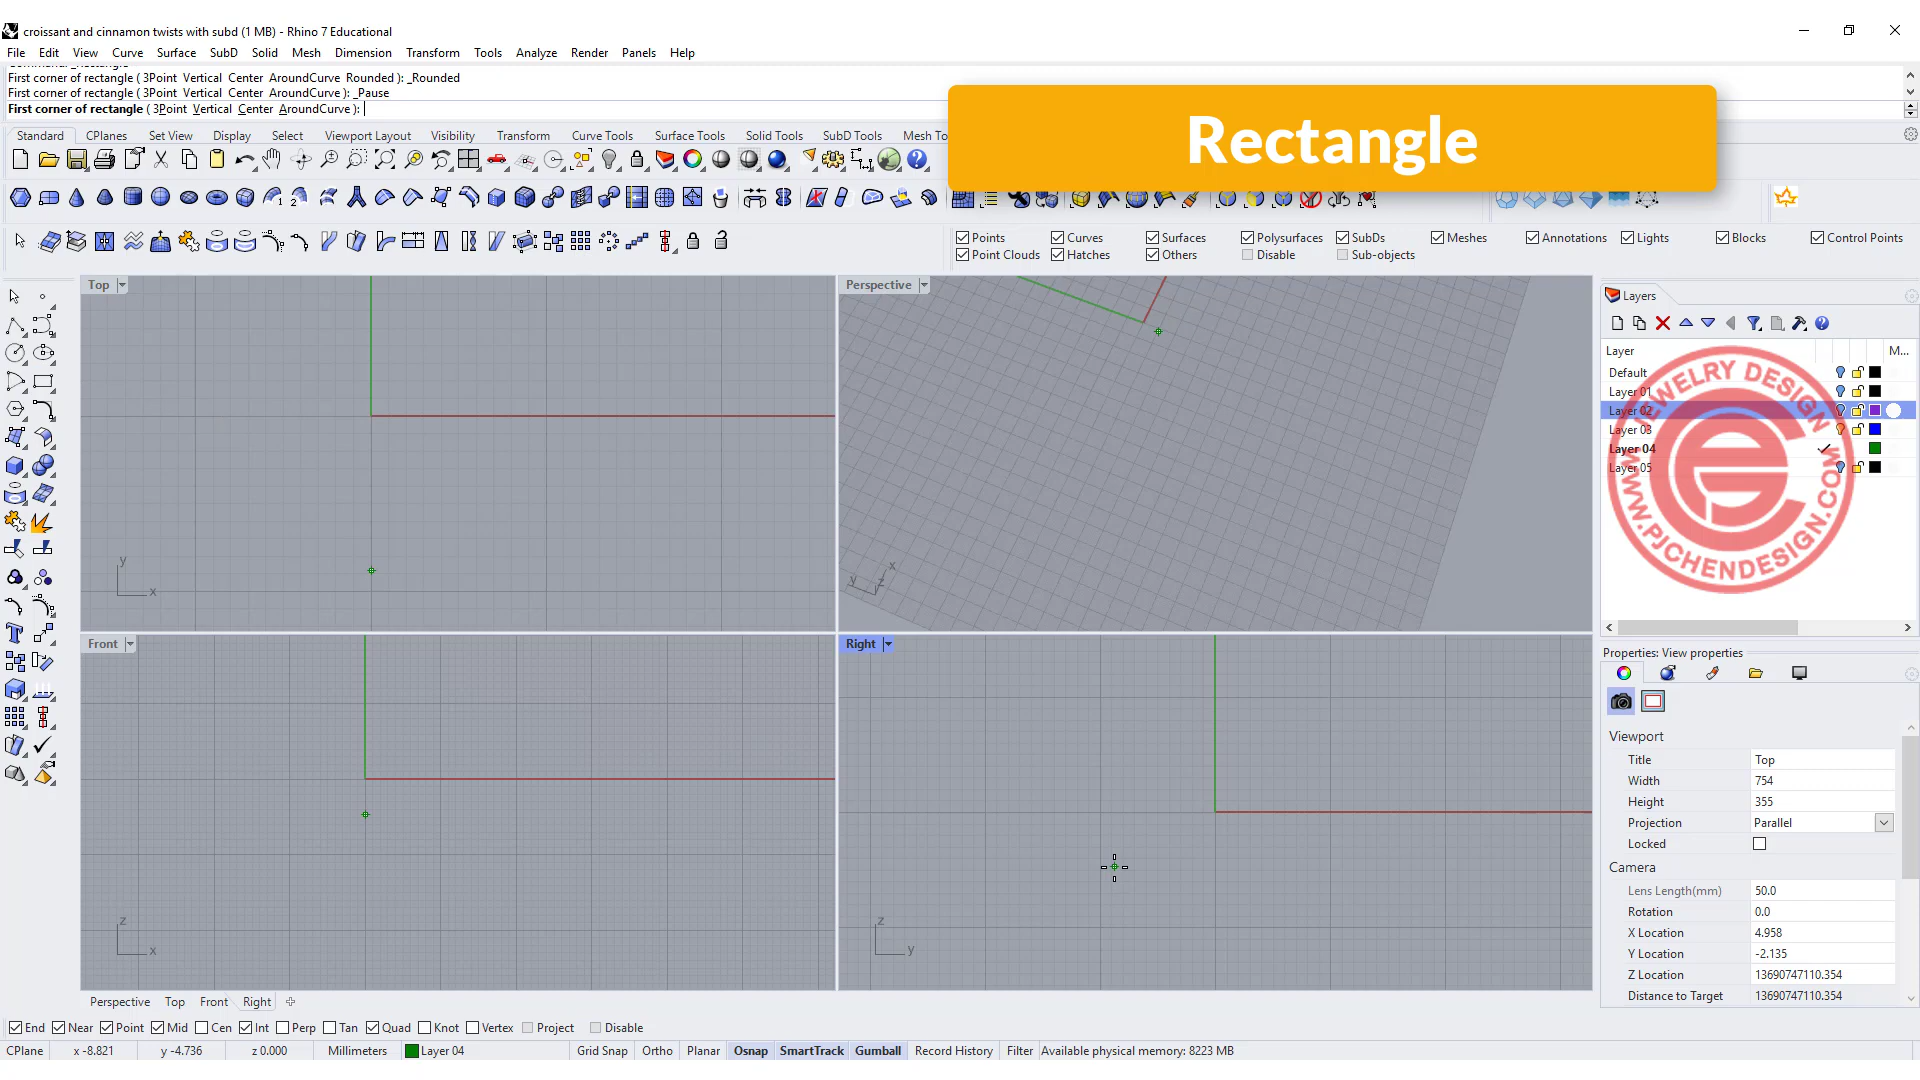 croissant and cinnamon twists with subd (1 MB) - Rhino 7 Educational
File Edit View Curve Surface SubD Solid Mesh Dimension Transform Tools Analyze Render Panels Help
First corner of rectangle ( 3Point Vertical Center AroundCurve Rounded ): _Rounded
First corner of rectangle ( 3Point Vertical Center AroundCurve ): _Pause
First corner of rectangle ( 3Point Vertical Center AroundCurve ):
Rectangle
Standard CPlanes Set View Display Select Viewport Layout Visibility Transform Curve Tools Surface Tools Solid Tools SubD Tools Mesh To
Points Curves Surfaces Polysurfaces SubDs Meshes Annotations Lights Blocks Control Points
Point Clouds Hatches Others Disable Sub-objects
Top
Perspective
Layers
Layer M...
Default
Layer 01
Layer 02
Layer 03
Layer 04
Layer 05
JEWELRY DESIGN
WWW.PJCHENDESIGN.COM
y
x
y x z
Front
Right
z
x
z
y
Properties: View properties
Viewport
Title Top
Width 754
Height 355
Projection Parallel
Locked
Camera
Lens Length(mm) 50.0
Rotation 0.0
X Location 4.958
Y Location -2.135
Z Location 13690747110.354
Distance to Target 13690747110.354
Perspective Top Front Right
End Near Point Mid Cen Int Perp Tan Quad Knot Vertex Project Disable
CPlane x -8.821 y -4.736 z 0.000 Millimeters Layer 04 Grid Snap Ortho Planar Osnap SmartTrack Gumball Record History Filter Available physical memory: 8223 MB